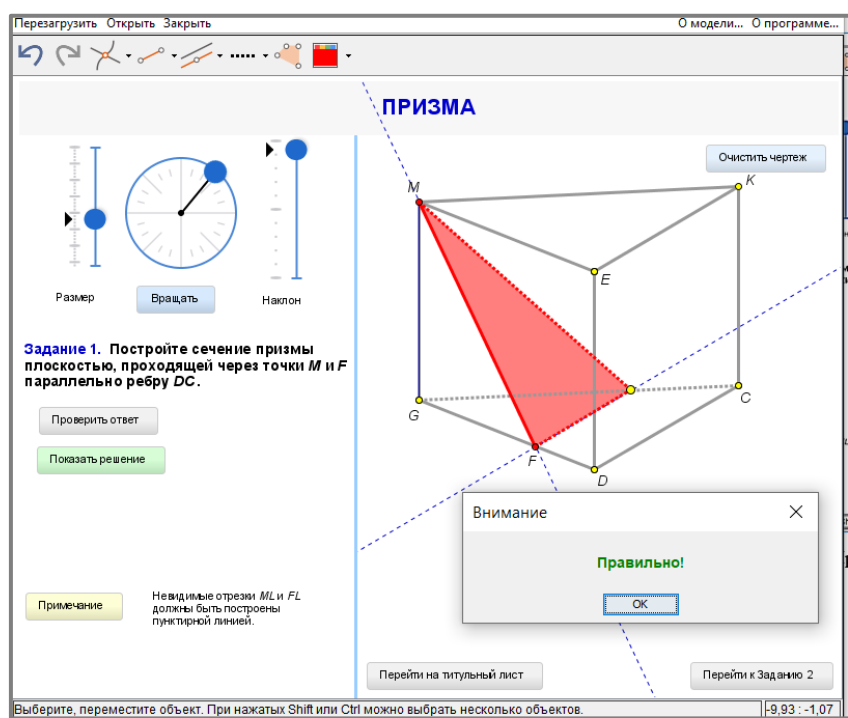 Перезагрузить Открыть Закрыть О модели... О программе...
ПРИЗМА
Очистить чертеж
Размер
Вращать
Наклон
Задание 1. Постройте сечение призмы
плоскостью, проходящей через точки M и F
параллельно ребру DC.
Проверить ответ
Показать решение
Примечание
Невидимые отрезки ML и FL
должны быть построены
пунктирной линией.
M
K
E
G
C
F
D
Внимание
Правильно!
OK
Перейти на титульный лист
Перейти к Заданию 2
Выберите, переместите объект. При нажатых Shift или Ctrl можно выбрать несколько объектов.
-9,93 : -1,07